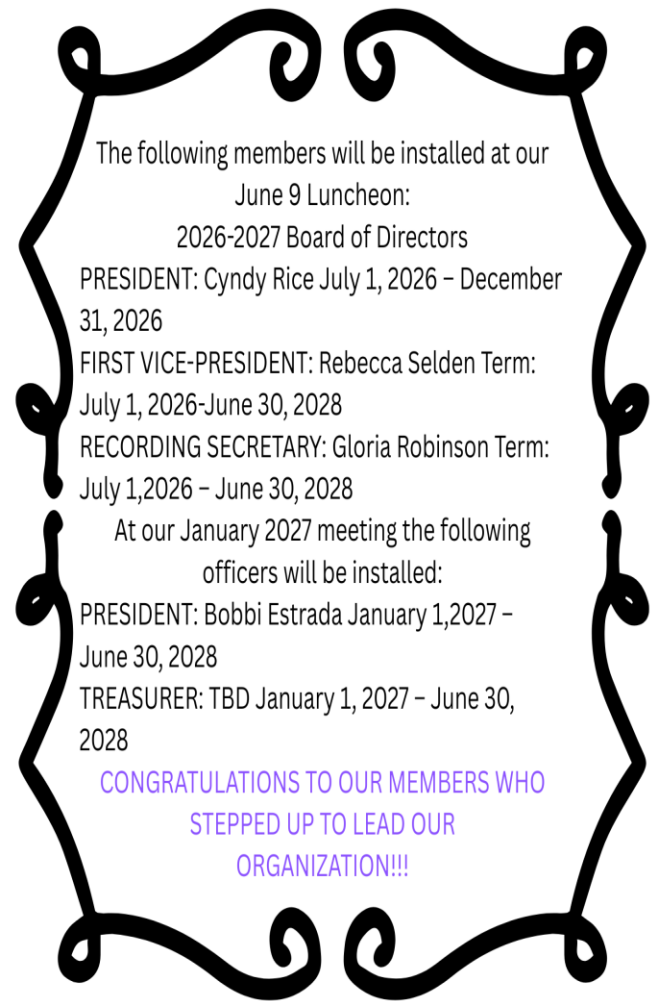 The following members will be installed at our
June 9 Luncheon:
2026-2027 Board of Directors
PRESIDENT: Cyndy Rice July 1, 2026 – December
31, 2026
FIRST VICE-PRESIDENT: Rebecca Selden Term:
July 1, 2026-June 30, 2028
RECORDING SECRETARY: Gloria Robinson Term:
July 1,2026 – June 30, 2028
At our January 2027 meeting the following
officers will be installed:
PRESIDENT: Bobbi Estrada January 1,2027 –
June 30, 2028
TREASURER: TBD January 1, 2027 – June 30,
2028
CONGRATULATIONS TO OUR MEMBERS WHO
STEPPED UP TO LEAD OUR
ORGANIZATION!!!